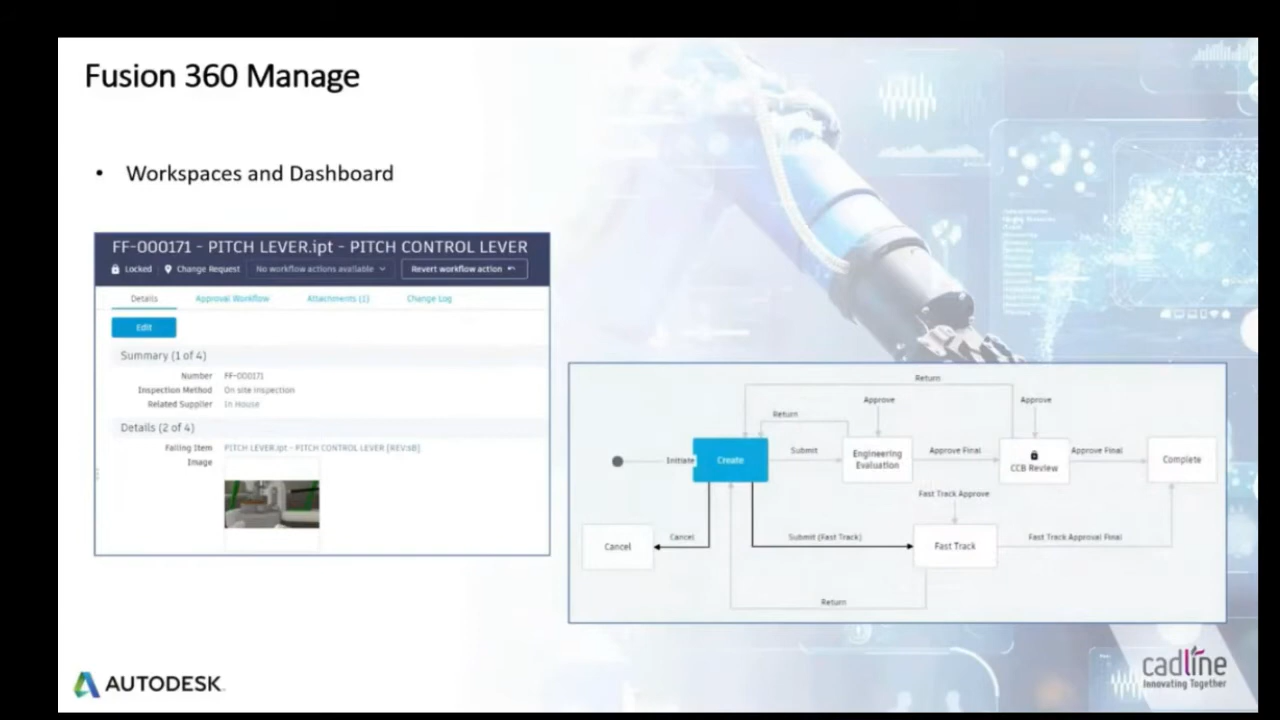 Fusion 360 Manage
• Workspaces and Dashboard
FF-000171 - PITCH LEVER.ipt - PITCH CONTROL LEVER
Locked Change Request No workflow actions available Revert workflow action
Details Approval Workflow Attachments (1) Change Log
Edit
Summary (1 of 4)
Number FF-000171
Inspection Method On site inspection
Related Supplier In House
Details (2 of 4)
Failing Item PITCH LEVER.ipt - PITCH CONTROL LEVER [REV:sB]
Image
Return
Approve
Approve
Return
Initiate
Create
Submit
Engineering
Evaluation
Approve Final
CCB Review
Approve Final
Complete
Fast Track Approve
Cancel
Cancel
Submit (Fast Track)
Fast Track
Fast Track Approval Final
Return
AUTODESK
cadline
Innovating Together